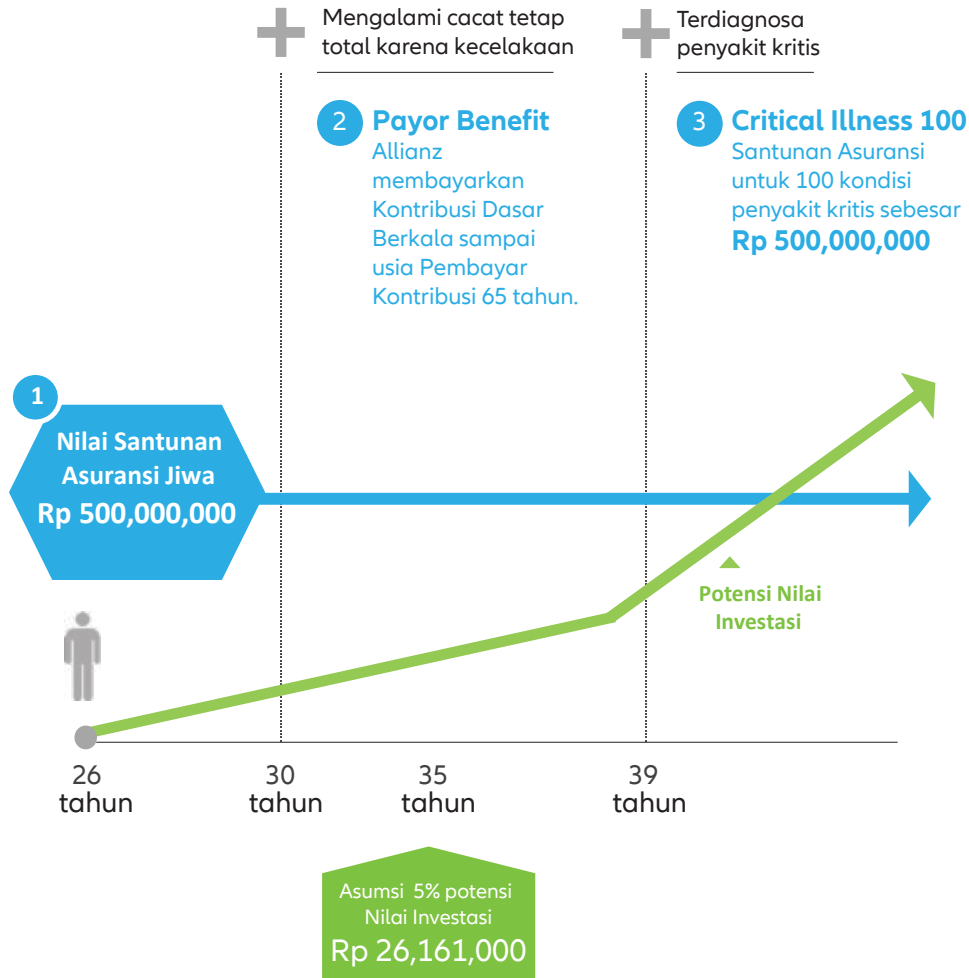 Mengalami cacat tetap
total karena kecelakaan
Terdiagnosa
penyakit kritis
2 Payor Benefit
Allianz
membayarkan
Kontribusi Dasar
Berkala sampai
usia Pembayar
Kontribusi 65 tahun.
3 Critical Illness 100
Santunan Asuransi
untuk 100 kondisi
penyakit kritis sebesar
Rp 500,000,000
1
Nilai Santunan
Asuransi Jiwa
Rp 500,000,000
Potensi Nilai
Investasi
26
tahun
30
tahun
35
tahun
39
tahun
Asumsi 5% potensi
Nilai Investasi
Rp 26,161,000